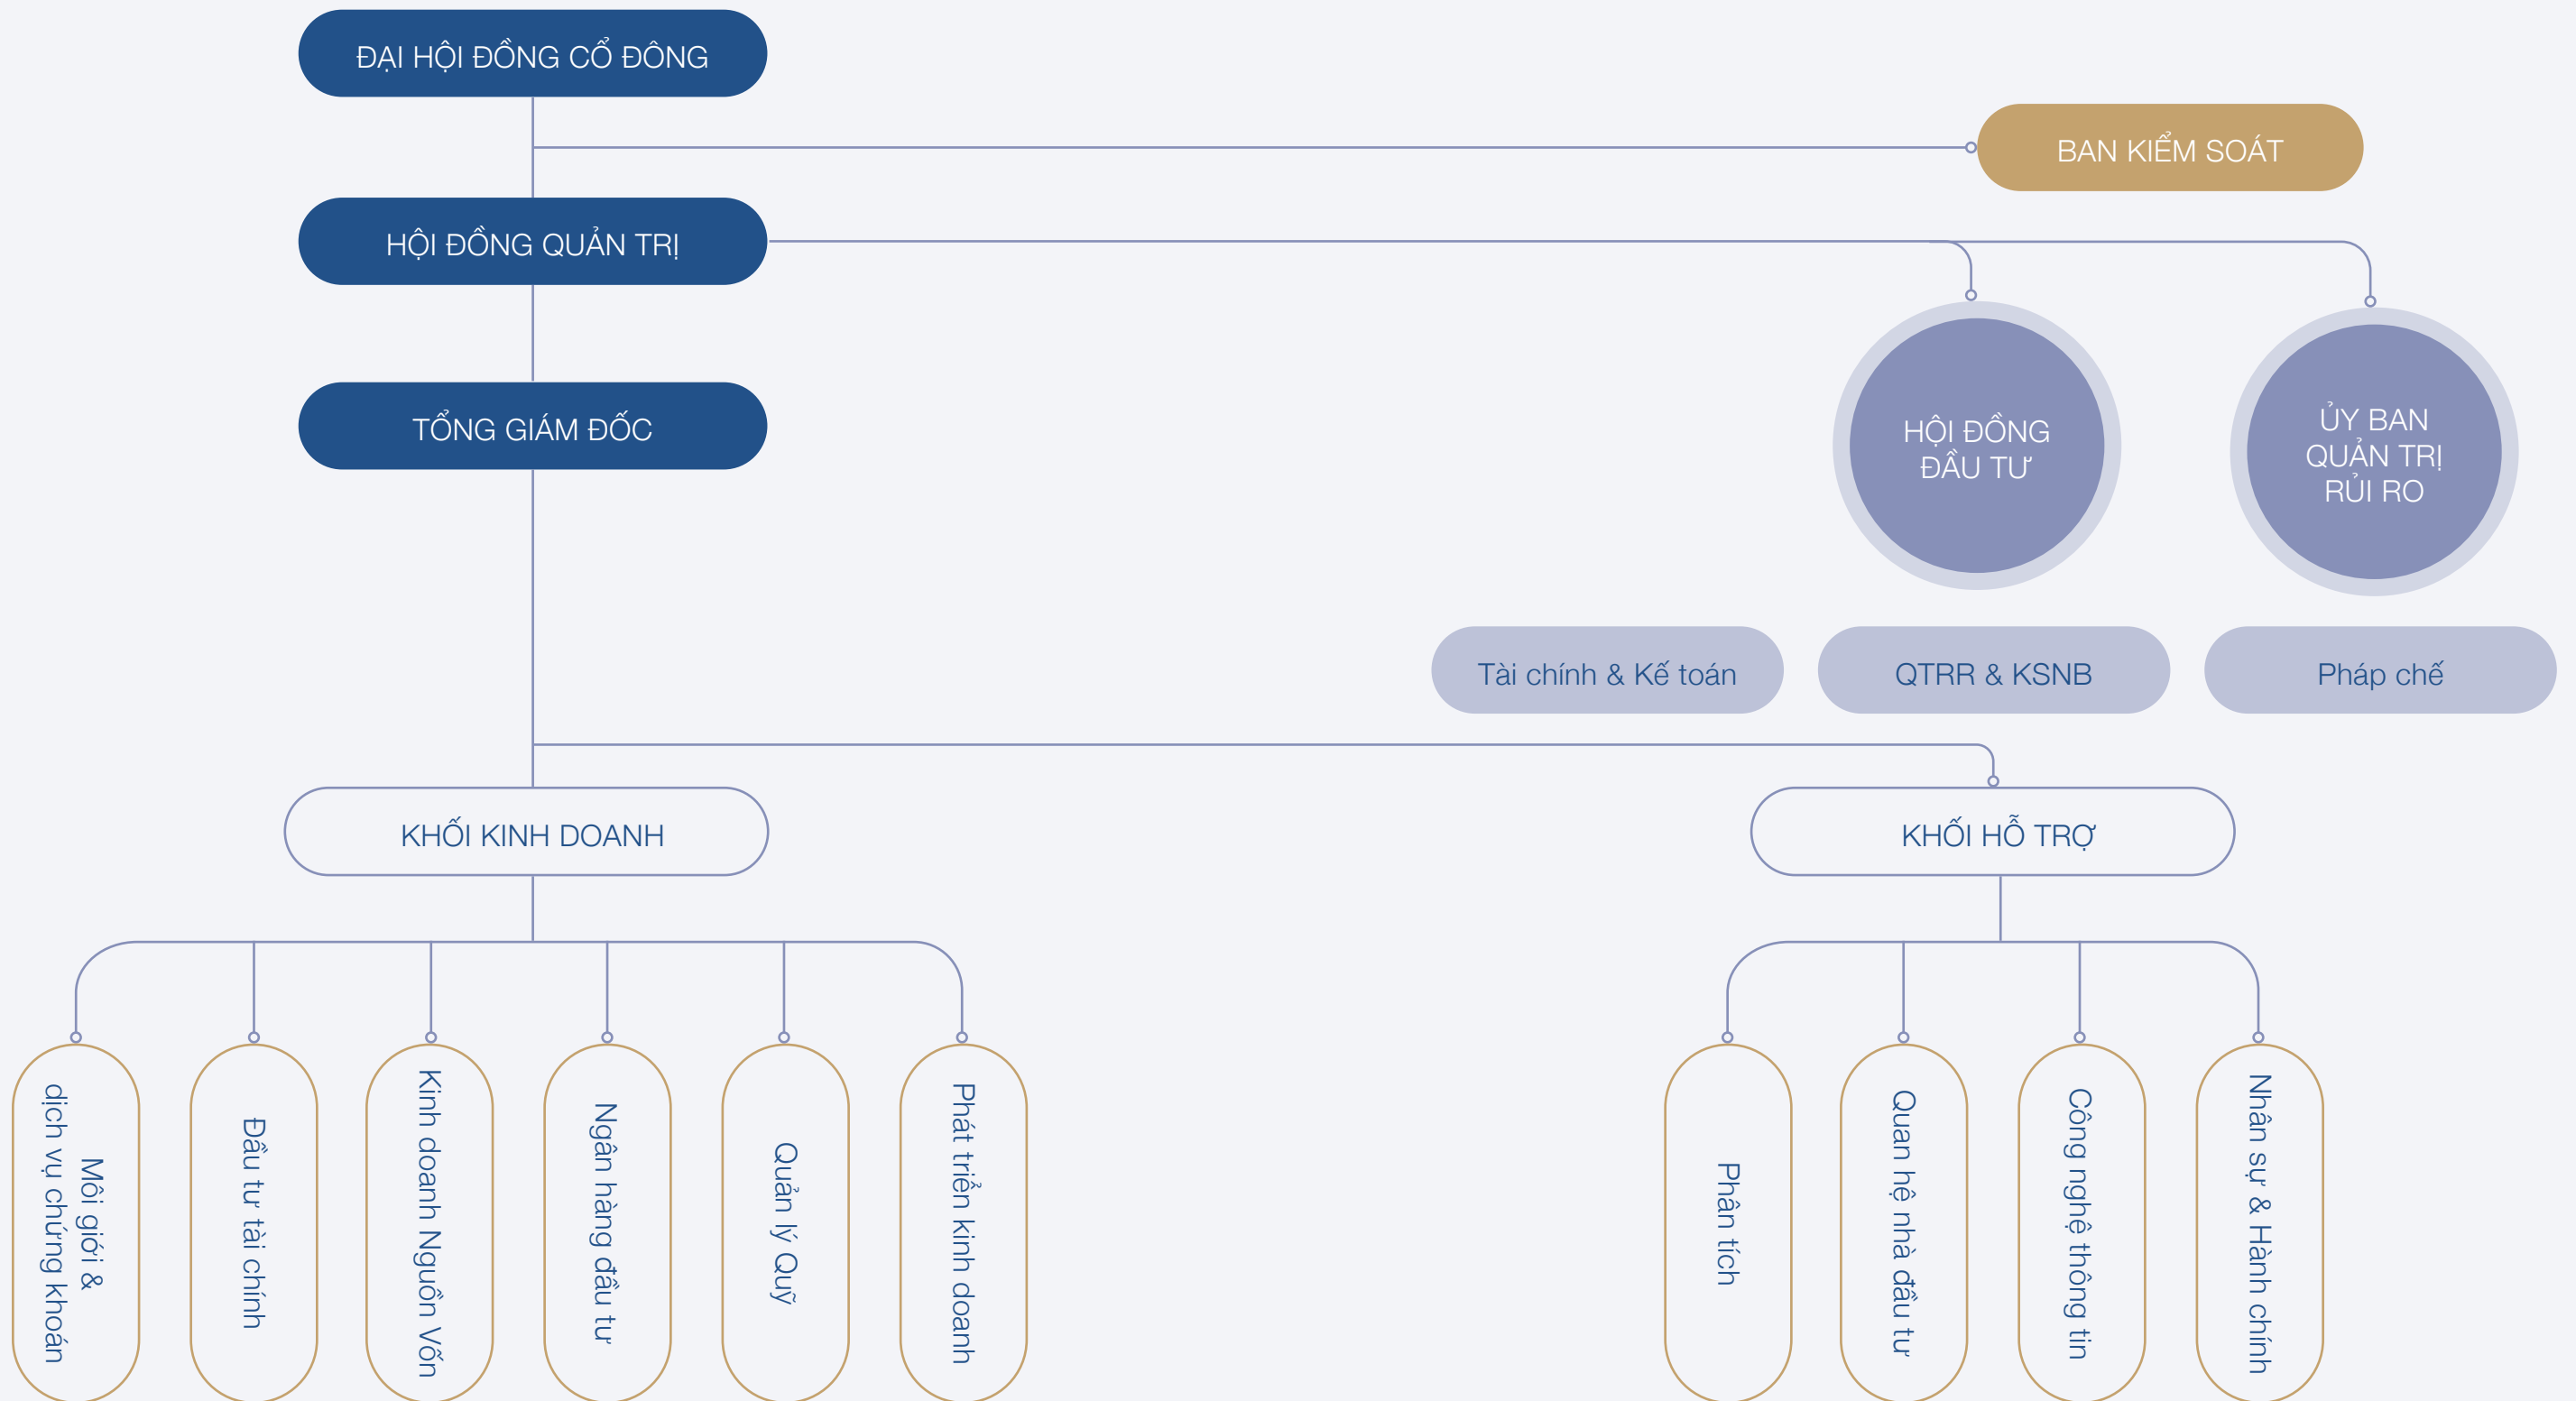 ĐẠI HỘI ĐỒNG CỔ ĐÔNG
BAN KIỂM SOÁT
HỘI ĐỒNG QUẢN TRỊ
TỔNG GIÁM ĐỐC
HỘI ĐỒNG
ĐẦU TƯ
ỦY BAN
QUẢN TRỊ
RỦI RO
Tài chính & Kế toán
QTRR & KSNB
Pháp chế
KHỐI KINH DOANH
KHỐI HỖ TRỢ
Môi giới &
dịch vụ chứng khoán
Đầu tư tài chính
Kinh doanh Nguồn Vốn
Ngân hàng đầu tư
Quản lý Quỹ
Phát triển kinh doanh
Phân tích
Quan hệ nhà đầu tư
Công nghệ thông tin
Nhân sự & Hành chính